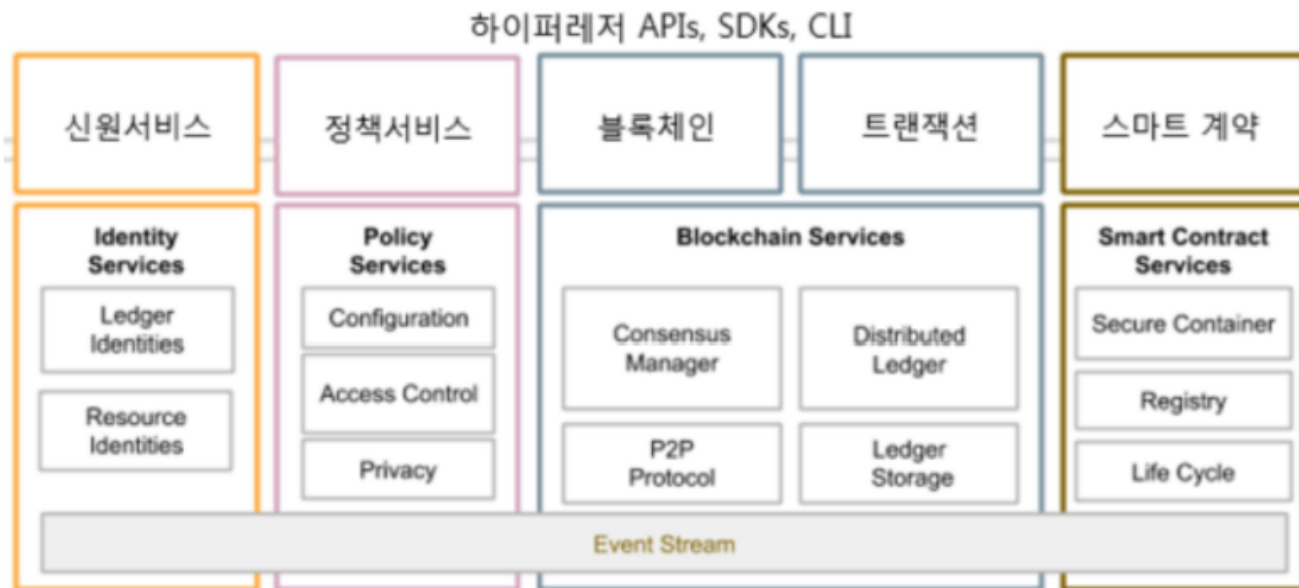 하이퍼레저 APIs, SDKs, CLI
신원서비스
정책서비스
블록체인
트랜잭션
스마트 계약
Identity
Services
Ledger
Identities
Resource
Identities
Policy
Services
Configuration
Access Control
Privacy
Blockchain Services
Consensus
Manager
Distributed
Ledger
P2P
Protocol
Ledger
Storage
Smart Contract
Services
Secure Container
Registry
Life Cycle
Event Stream